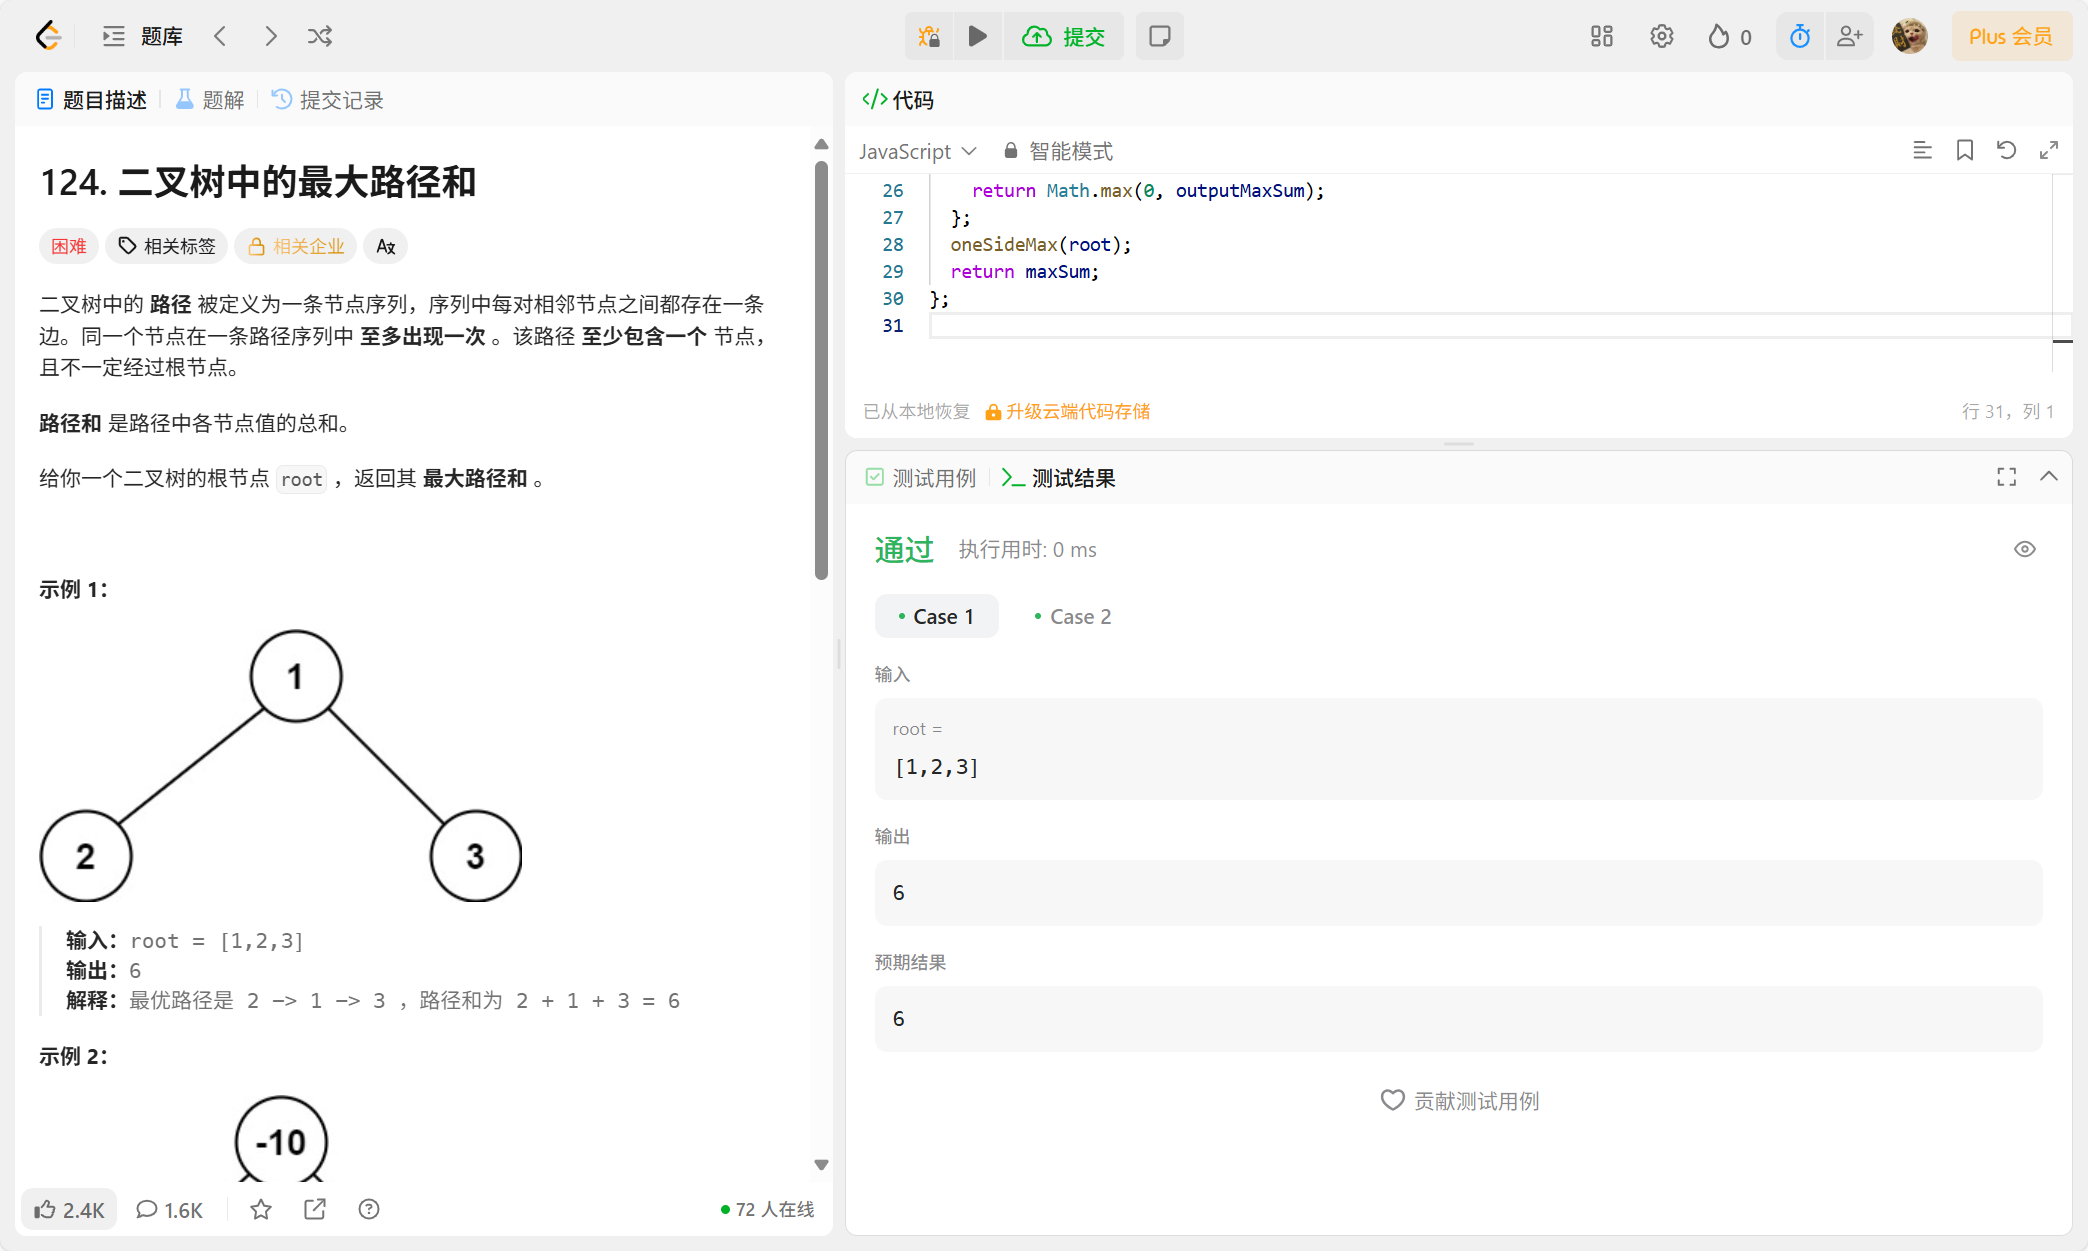 题库
提交
0
Plus 会员
题目描述
题解
提交记录
124. 二叉树中的最大路径和
困难
相关标签
相关企业
二叉树中的 路径 被定义为一条节点序列，序列中每对相邻节点之间都存在一条
边。同一个节点在一条路径序列中 至多出现一次 。该路径 至少包含一个 节点，
且不一定经过根节点。
路径和 是路径中各节点值的总和。
给你一个二叉树的根节点 root ，返回其 最大路径和 。
示例 1：
1
2
3
输入：root = [1,2,3]
输出：6
解释：最优路径是 2 -> 1 -> 3 ，路径和为 2 + 1 + 3 = 6
示例 2：
-10
2.4K
1.6K
72 人在线
</> 代码
JavaScript
智能模式
26 return Math.max(0, outputMaxSum);
27 };
28 oneSideMax(root);
29 return maxSum;
30 };
31
已从本地恢复
升级云端代码存储
行 31，列 1
测试用例
测试结果
通过
执行用时: 0 ms
Case 1
Case 2
输入
root =
[1,2,3]
输出
6
预期结果
6
贡献测试用例